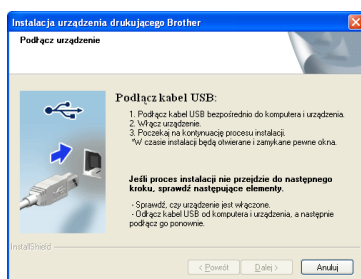 Instalacja urządzenia drukującego Brother
Podłącz urządzenie
Podłącz kabel USB:
1. Podłącz kabel USB bezpośrednio do komputera i urządzenia.
2. Włącz urządzenie.
3. Poczekaj na kontynuację procesu instalacji.
*W czasie instalacji będą otwierane i zamykane pewne okna.
Jeśli proces instalacji nie przejdzie do następnego
kroku, sprawdź następujące elementy.
- Sprawdź, czy urządzenie jest włączone.
- Odłącz kabel USB od komputera i urządzenia, a następnie
podłącz go ponownie.
InstallShield
< Powrót Dalej > Anuluj